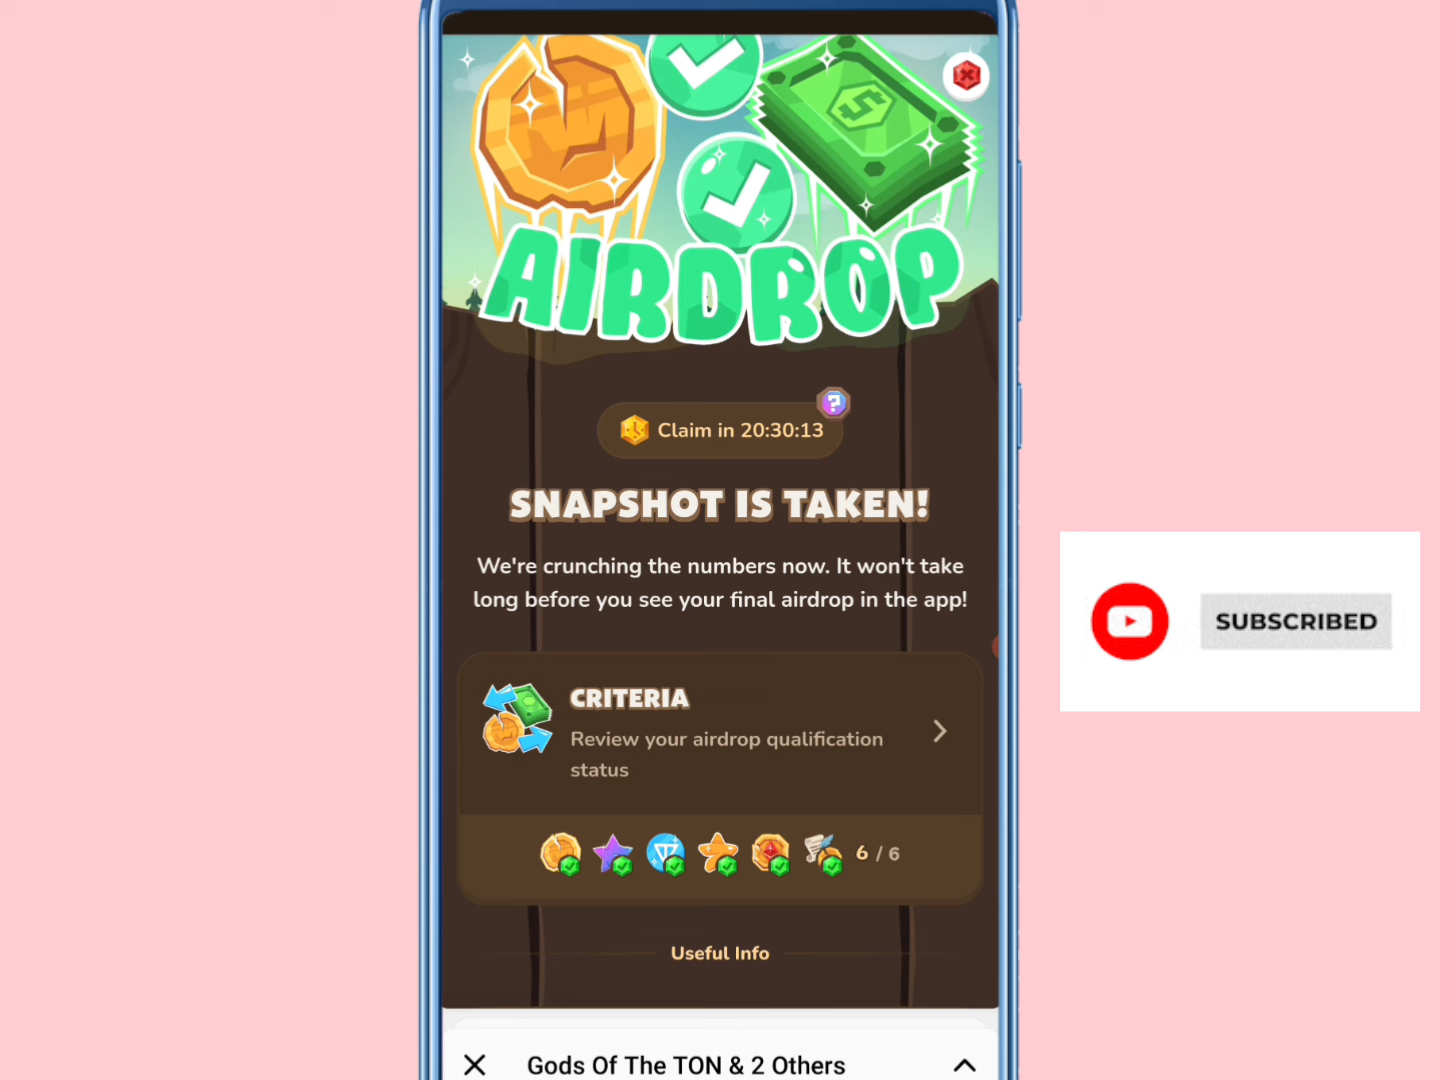 AIRDROP
Claim in 20:30:13
SNAPSHOT IS TAKEN!
We're crunching the numbers now. It won't take
long before you see your final airdrop in the app!
CRITERIA
Review your airdrop qualification
status
6 / 6
Useful Info
Gods Of The TON & 2 Others
SUBSCRIBED